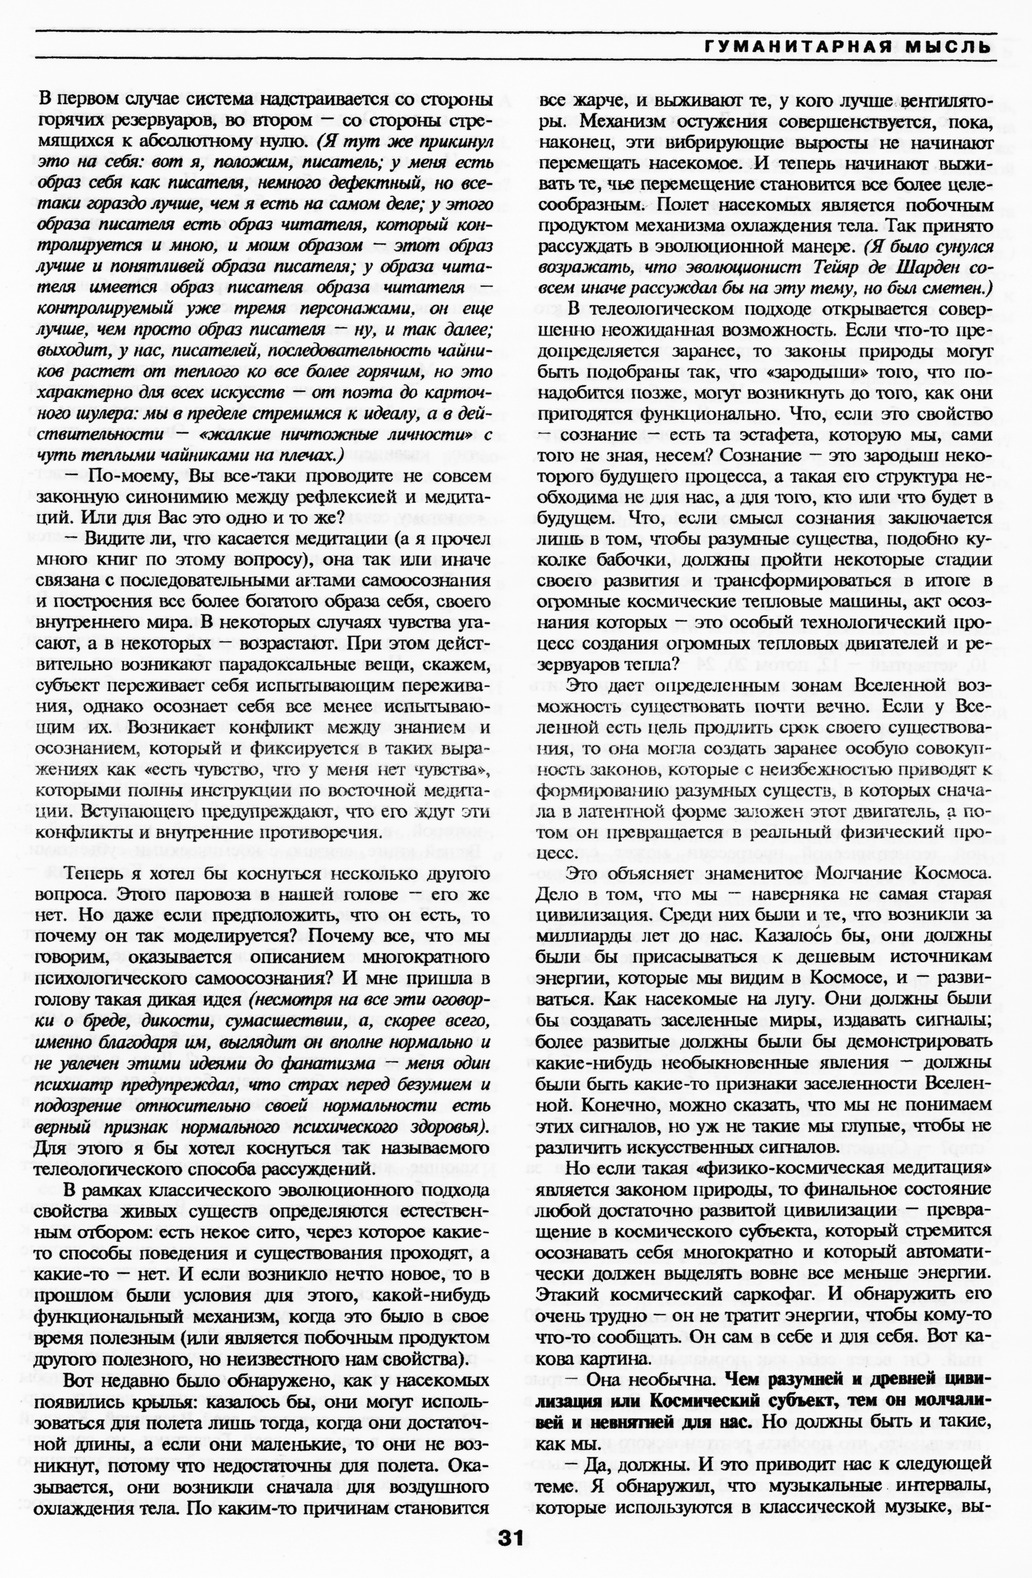 ГУМАНИТАРНАЯ МЫСЛЬ
В первом случае система надстраивается со стороны
горячих резервуаров, во втором — со стороны стре-
мящихся к абсолютному нулю. (Я тут же прикинул
это на себя: вот я, положим, писатель; у меня есть
образ себя как писателя, немного дефектный, но все-
таки гораздо лучше, чем я есть на самом деле; у этого
образа писателя есть образ читателя, который кон-
тролируется и мною, и моим образом — этот образ
лучше и понятливей образа писателя; у образа чита-
теля имеется образ писателя образа читателя —
контролируемый уже тремя персонажами, он еще
лучше, чем просто образ писателя — ну, и так далее;
выходит, у нас, писателей, последовательность чайни-
ков растет от теплого ко все более горячим, но это
характерно для всех искусств — от поэта до карточ-
ного шулера: мы в пределе стремимся к идеалу, а в дей-
ствительности — «жалкие ничтожные личности» с
чуть теплыми чайниками на плечах.)
— По-моему, Вы все-таки проводите не совсем
законную синонимию между рефлексией и медита-
ций. Или для Вас это одно и то же?
— Видите ли, что касается медитации (а я прочел
много книг по этому вопросу), она так или иначе
связана с последовательными актами самоосознания
и построения все более богатого образа себя, своего
внутреннего мира. В некоторых случаях чувства уга-
сают, а в некоторых — возрастают. При этом дейст-
вительно возникают парадоксальные вещи, скажем,
субъект переживает себя испытывающим пережива-
ния, однако осознает себя все менее испытываю-
щим их. Возникает конфликт между знанием и
осознанием, который и фиксируется в таких выра-
жениях как «есть чувство, что у меня нет чувства»,
которыми полны инструкции по восточной медита-
ции. Вступающего предупреждают, что его ждут эти
конфликты и внутренние противоречия.
Теперь я хотел бы коснуться несколько другого
вопроса. Этого паровоза в нашей голове — его же
нет. Но даже если предположить, что он есть, то
почему он так моделируется? Почему все, что мы
говорим, оказывается описанием многократного
психологического самоосознания? И мне пришла в
голову такая дикая идея (несмотря на все эти оговор-
ки о бреде, дикости, сумасшествии, а, скорее всего,
именно благодаря им, выглядит он вполне нормально и
не увлечен этими идеями до фанатизма — меня один
психиатр предупреждал, что страх перед безумием и
подозрение относительно своей нормальности есть
верный признак нормального психического здоровья).
Для этого я бы хотел коснуться так называемого
телеологического способа рассуждений.
В рамках классического эволюционного подхода
свойства живых существ определяются естествен-
ным отбором: есть некое сито, через которое какие-
то способы поведения и существования проходят, а
какие-то — нет. И если возникло нечто новое, то в
прошлом были условия для этого, какой-нибудь
функциональный механизм, когда это было в свое
время полезным (или является побочным продуктом
другого полезного, но неизвестного нам свойства).
Вот недавно было обнаружено, как у насекомых
появились крылья: казалось бы, они могут исполь-
зоваться для полета лишь тогда, когда они достаточ-
ной длины, а если они маленькие, то они не воз-
никнут, потому что недостаточны для полета. Ока-
зывается, они возникли сначала для воздушного
охлаждения тела. По каким-то причинам становится
все жарче, и выживают те, у кого лучше вентилято-
ры. Механизм остужения совершенствуется, пока,
наконец, эти вибрирующие выросты не начинают
перемещать насекомое. И теперь начинают выжи-
вать те, чье перемещение становится все более целе-
сообразным. Полет насекомых является побочным
продуктом механизма охлаждения тела. Так принято
рассуждать в эволюционной манере. (Я было сунулся
возражать, что эволюционист Тейяр де Шарден со-
всем иначе рассуждал бы на эту тему, но был сметен.)
В телеологическом подходе открывается совер-
шенно неожиданная возможность. Если что-то пре-
допределяется заранее, то законы природы могут
быть подобраны так, что «зародыши» того, что по-
надобится позже, могут возникнуть до того, как они
пригодятся функционально. Что, если это свойство
— сознание — есть та эстафета, которую мы, сами
того не зная, несем? Сознание — это зародыш неко-
торого будущего процесса, а такая его структура не-
обходима не для нас, а для того, кто или что будет в
будущем. Что, если смысл сознания заключается
лишь в том, чтобы разумные существа, подобно ку-
колке бабочки, должны пройти некоторые стадии
своего развития и трансформироваться в итоге в
огромные космические тепловые машины, акт осоз-
нания которых — это особый технологический про-
цесс создания огромных тепловых двигателей и ре-
зервуаров тепла?
Это дает определенным зонам Вселенной воз-
можность существовать почти вечно. Если у Все-
ленной есть цель продлить срок своего существова-
ния, то она могла создать заранее особую совокуп-
ность законов, которые с неизбежностью приводят к
формированию разумных существ, в которых снача-
ла в латентной форме заложен этот двигатель, а по-
том он превращается в реальный физический про-
цесс.
Это объясняет знаменитое Молчание Космоса.
Дело в том, что мы — наверняка не самая старая
цивилизация. Среди них были и те, что возникли за
миллиарды лет до нас. Казалось бы, они должны
были бы присасываться к дешевым источникам
энергии, которые мы видим в Космосе, и — разви-
ваться. Как насекомые на лугу. Они должны были
бы создавать заселенные миры, издавать сигналы;
более развитые должны были бы демонстрировать
какие-нибудь необыкновенные явления — должны
были быть какие-то признаки заселенности Вселен-
ной. Конечно, можно сказать, что мы не понимаем
этих сигналов, но уж не такие мы глупые, чтобы не
различить искусственных сигналов.
Но если такая «физико-космическая медитация»
является законом природы, то финальное состояние
любой достаточно развитой цивилизации — превра-
щение в космического субъекта, который стремится
осознавать себя многократно и который автомати-
чески должен выделять вовне все меньше энергии.
Этакий космический саркофаг. И обнаружить его
очень трудно — он не тратит энергии, чтобы кому-то
что-то сообщать. Он сам в себе и для себя. Вот ка-
кова картина.
— Она необычна. Чем разумней и древней циви-
лизация или Космический субъект, тем он молчали-
вей и невнятней для нас. Но должны быть и такие,
как мы.
— Да, должны. И это приводит нас к следующей
теме. Я обнаружил, что музыкальные интервалы,
которые используются в классической музыке, вы-
31